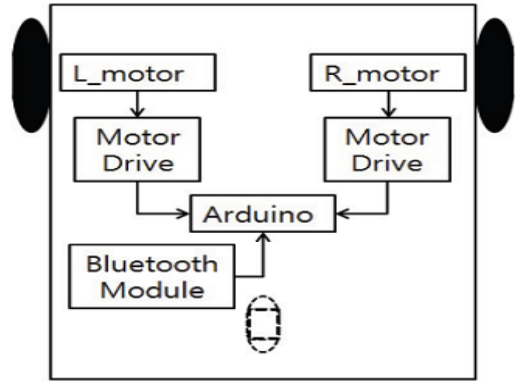 L_motor
R_motor
Motor
Drive
Motor
Drive
Arduino
Bluetooth
Module